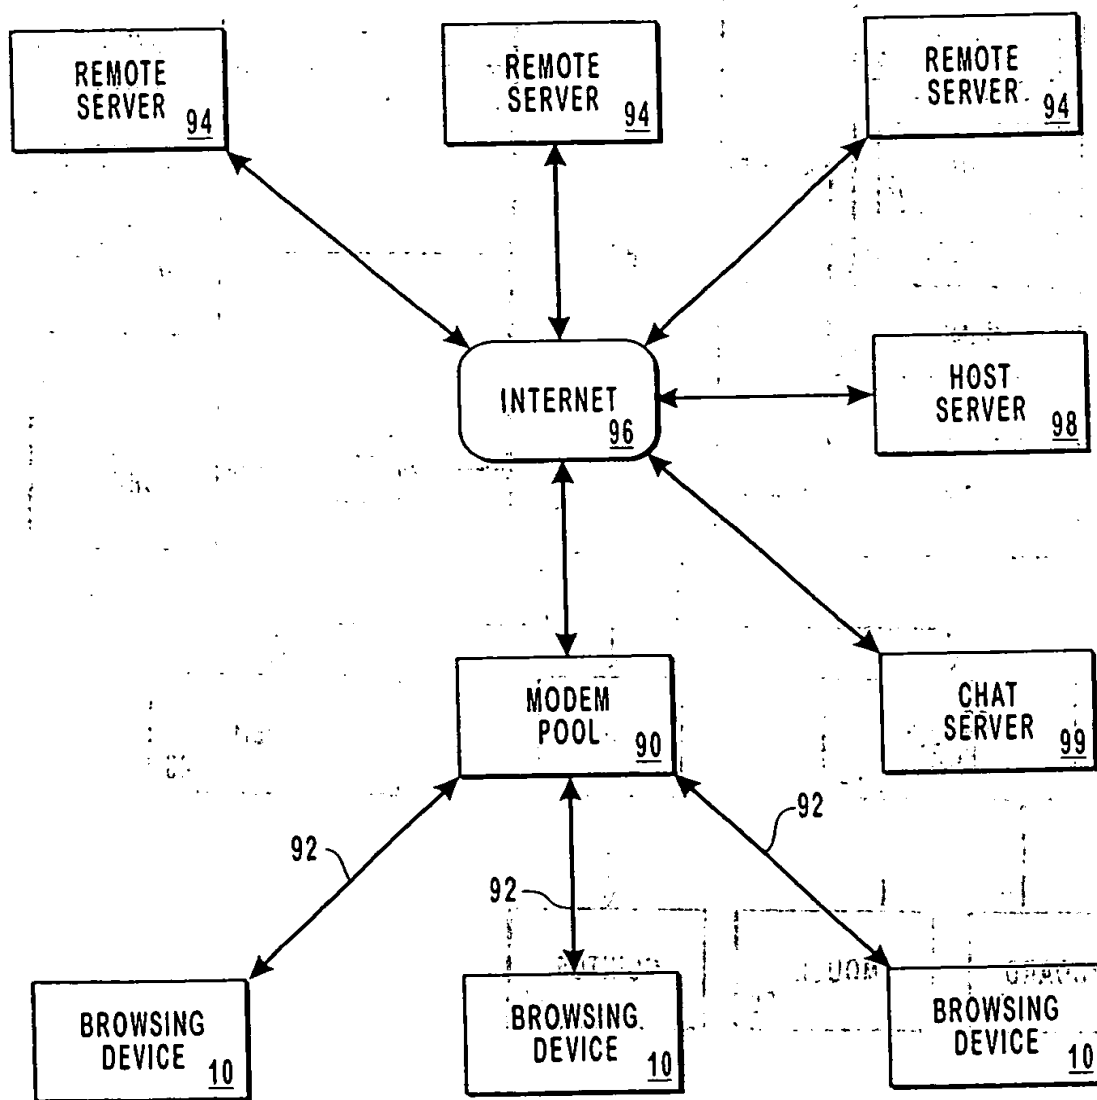 REMOTE
SERVER
94
REMOTE
SERVER
94
REMOTE
SERVER
94
INTERNET
96
HOST
SERVER
98
MODEM
POOL
90
CHAT
SERVER
99
92
92
92
BROWSING
DEVICE
10
BROWSING
DEVICE
10
BROWSING
DEVICE
10